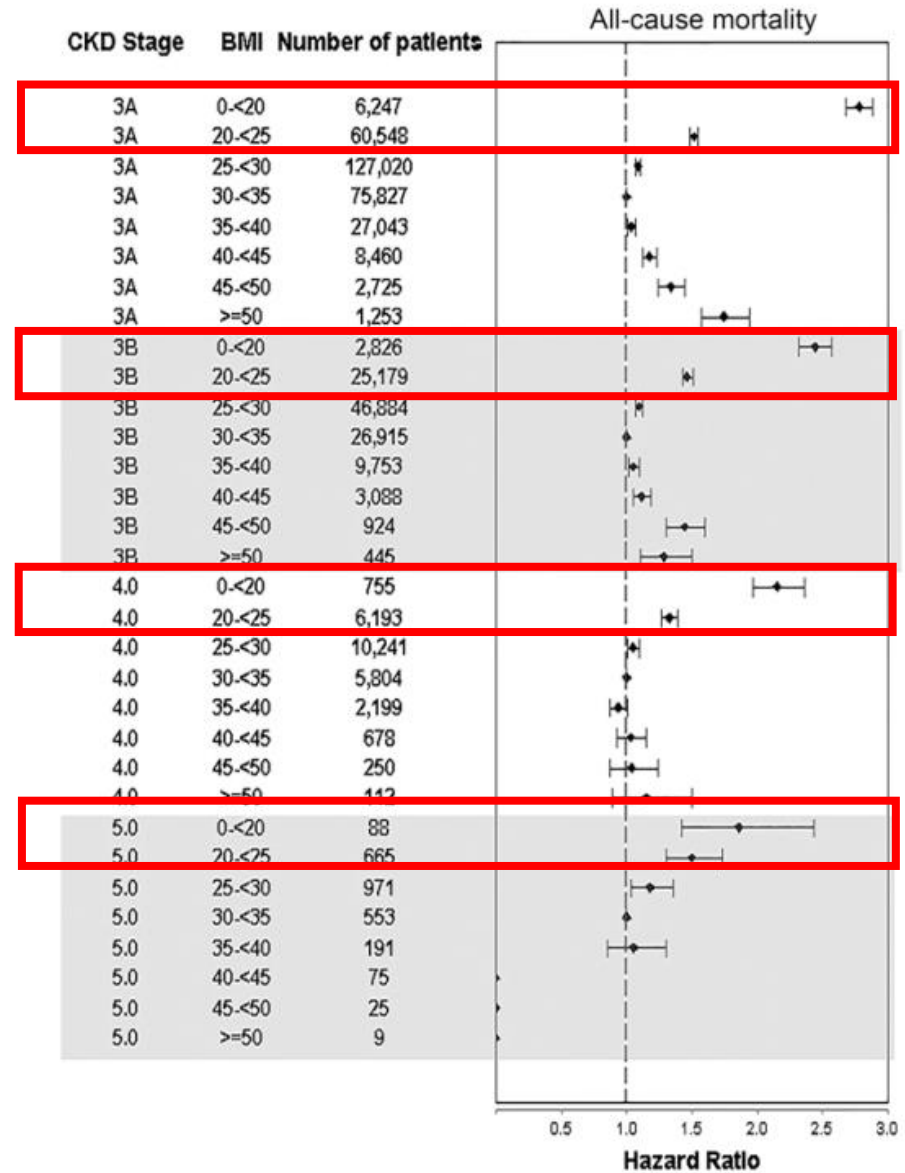 All-cause mortality
CKD Stage BMI Number of patients
3A 0-<20 6,247
3A 20-<25 60,548
3A 25-<30 127,020
3A 30-<35 75,827
3A 35-<40 27,043
3A 40-<45 8,460
3A 45-<50 2,725
3A >=50 1,253
3B 0-<20 2,826
3B 20-<25 25,179
3B 25-<30 46,884
3B 30-<35 26,915
3B 35-<40 9,753
3B 40-<45 3,088
3B 45-<50 924
3B >=50 445
4.0 0-<20 755
4.0 20-<25 6,193
4.0 25-<30 10,241
4.0 30-<35 5,804
4.0 35-<40 2,199
4.0 40-<45 678
4.0 45-<50 250
4.0 >=50 112
5.0 0-<20 88
5.0 20-<25 665
5.0 25-<30 971
5.0 30-<35 553
5.0 35-<40 191
5.0 40-<45 75
5.0 45-<50 25
5.0 >=50 9
0.5 1.0 1.5 2.0 2.5 3.0
Hazard Ratio